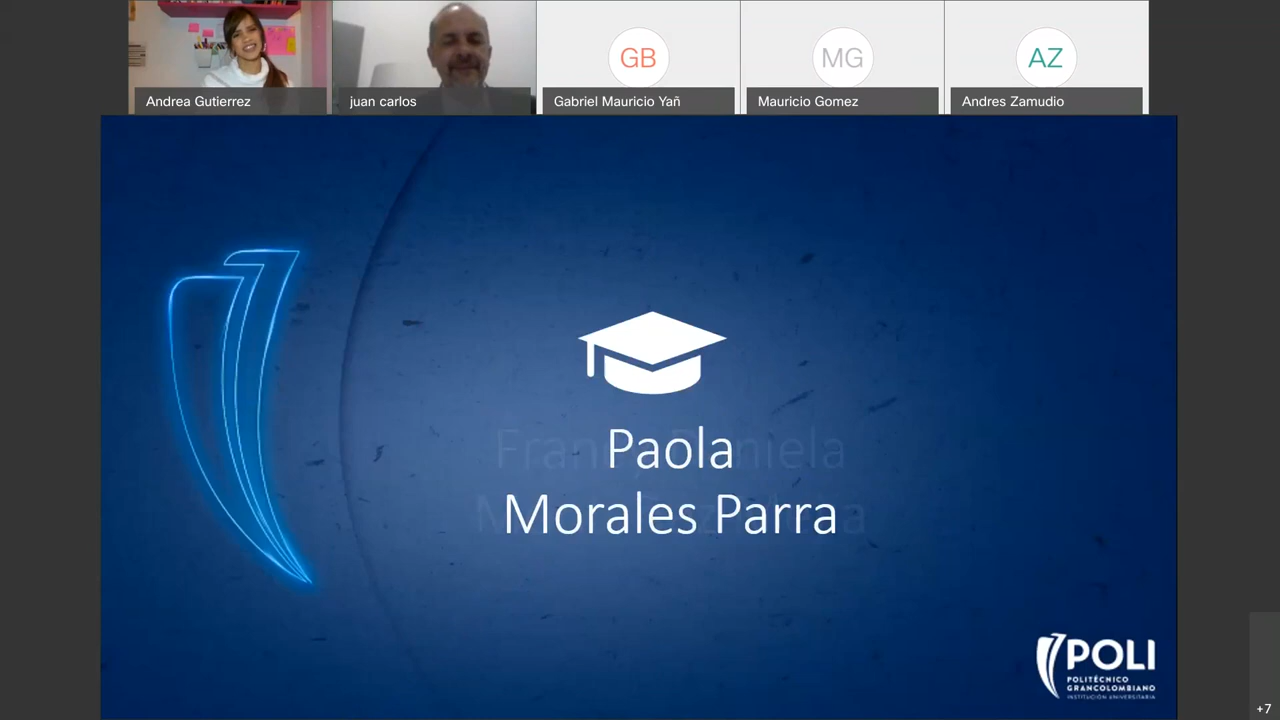 GB
MG
AZ
Andrea Gutierrez
juan carlos
Gabriel Mauricio Yañ
Mauricio Gomez
Andres Zamudio
Paola
Morales Parra
POLI
POLITÉCNICO
GRANCOLOMBIANO
INSTITUCIÓN UNIVERSITARIA
+7